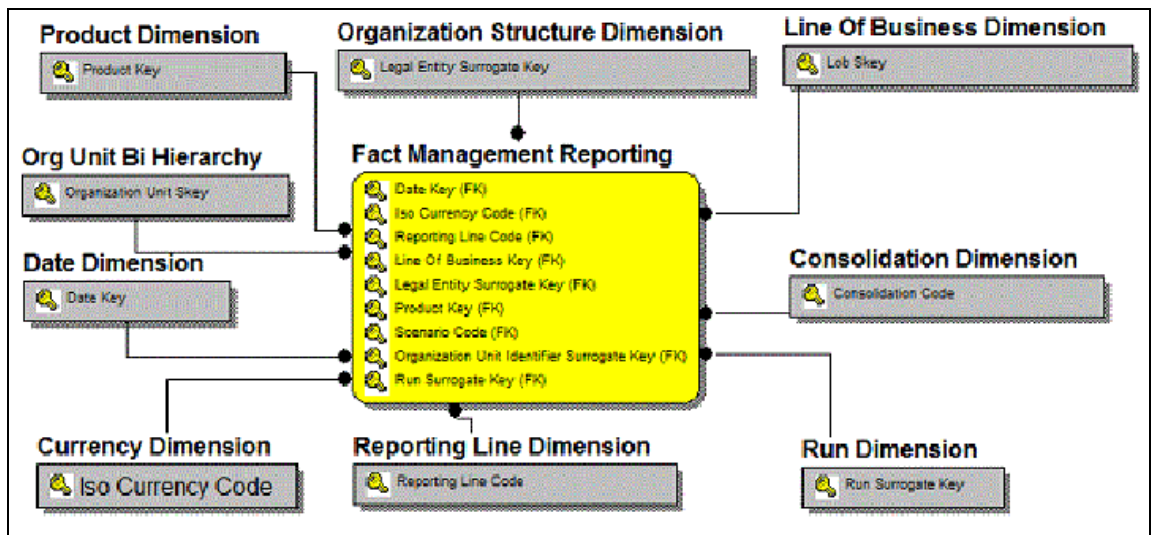 Product Dimension
Product Key
Organization Structure Dimension
Legal Entity Surrogate Key
Line Of Business Dimension
Lob Skey
Org Unit Bi Hierarchy
Organization Unit Skey
Date Dimension
Date Key
Fact Management Reporting
Date Key (FK)
Iso Currency Code (FK)
Reporting Line Code (FK)
Line Of Business Key (FK)
Legal Entity Surrogate Key (FK)
Product Key (FK)
Scenario Code (FK)
Organization Unit Identifier Surrogate Key (FK)
Run Surrogate Key (FK)
Consolidation Dimension
Consolidation Code
Currency Dimension
Iso Currency Code
Reporting Line Dimension
Reporting Line Code
Run Dimension
Run Surrogate Key